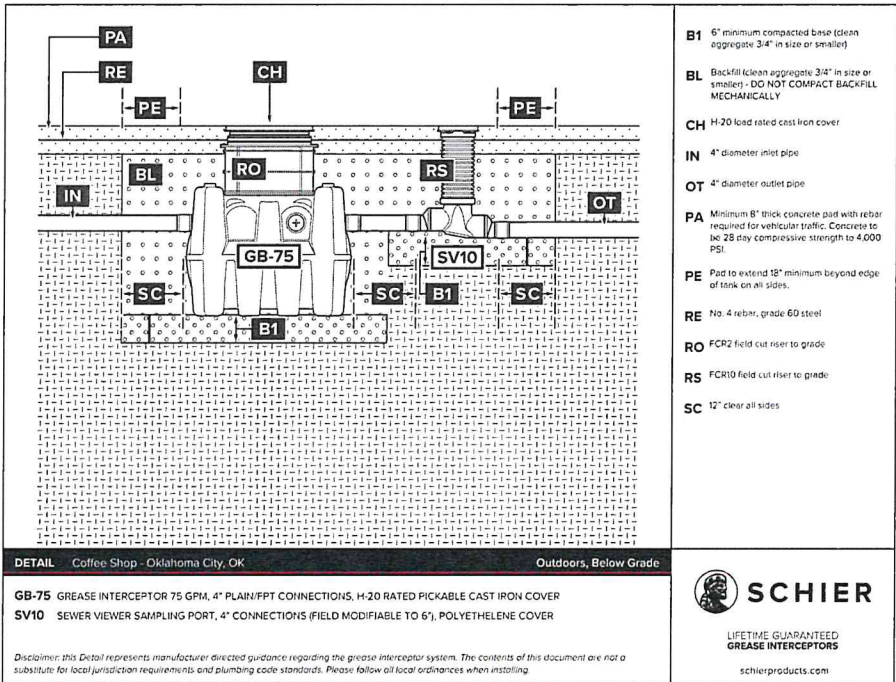 PA
RE
CH
PE
PE
BL
RO
RS
IN
OT
GB-75
SV10
SC
SC
B1
SC
B1
B1 6" minimum compacted base (clean
aggregate 3/4" in size or smaller)
BL Backfill (clean aggregate 3/4" in size or
smaller) - DO NOT COMPACT BACKFILL
MECHANICALLY
CH H-20 load rated cast iron cover
IN 4" diameter inlet pipe
OT 4" diameter outlet pipe
PA Minimum 8" thick concrete pad with rebar
required for vehicular traffic. Concrete to
be 28 day compressive strength to 4,000
PSI.
PE Pad to extend 18" minimum beyond edge
of tank on all sides.
RE No. 4 rebar, grade 60 steel
RO FCR2 field cut riser to grade
RS FCR10 field cut riser to grade
SC 12" clear all sides
DETAIL Coffee Shop - Oklahoma City, OK Outdoors, Below Grade
GB-75 GREASE INTERCEPTOR 75 GPM, 4" PLAIN/FPT CONNECTIONS, H-20 RATED PICKABLE CAST IRON COVER
SV10 SEWER VIEWER SAMPLING PORT, 4" CONNECTIONS (FIELD MODIFIABLE TO 6"), POLYETHELENE COVER
Disclaimer: this Detail represents manufacturer directed guidance regarding the grease interceptor system. The contents of this document are not a
substitute for local jurisdiction requirements and plumbing code standards. Please follow all local ordinances when installing.
SCHIER
LIFETIME GUARANTEED
GREASE INTERCEPTORS
schierproducts.com